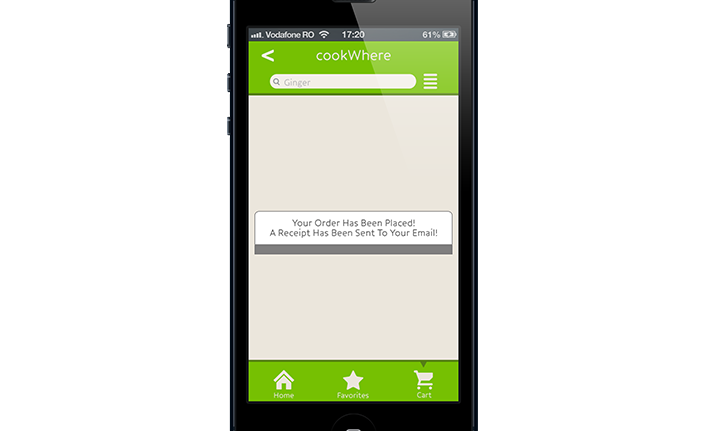 Vodafone RO 17:20 61%
cookWhere
Ginger
Your Order Has Been Placed!
A Receipt Has Been Sent To Your Email!
Home Favorites Cart